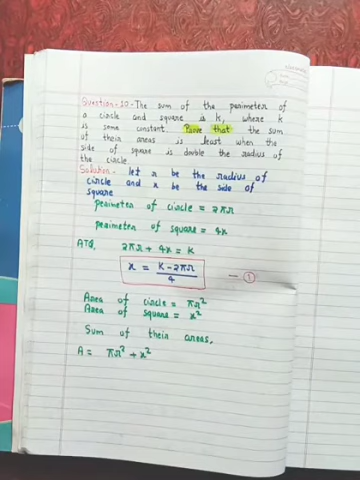 Question-10- The sum of the perimeter of
a circle and square is k, where k
is some constant. Prove that the sum
of their areas is least when the
side of square is double the radius of
the circle
Solution- let r be the radius of
circle and x be the side of
square
perimeter of circle = 2πr
perimeter of square = 4x
ATQ, 2πr + 4x = k
x = k-2πr / 4 — ①
Area of circle = πr²
Area of square = x²
Sum of their areas,
A = πr² + x²